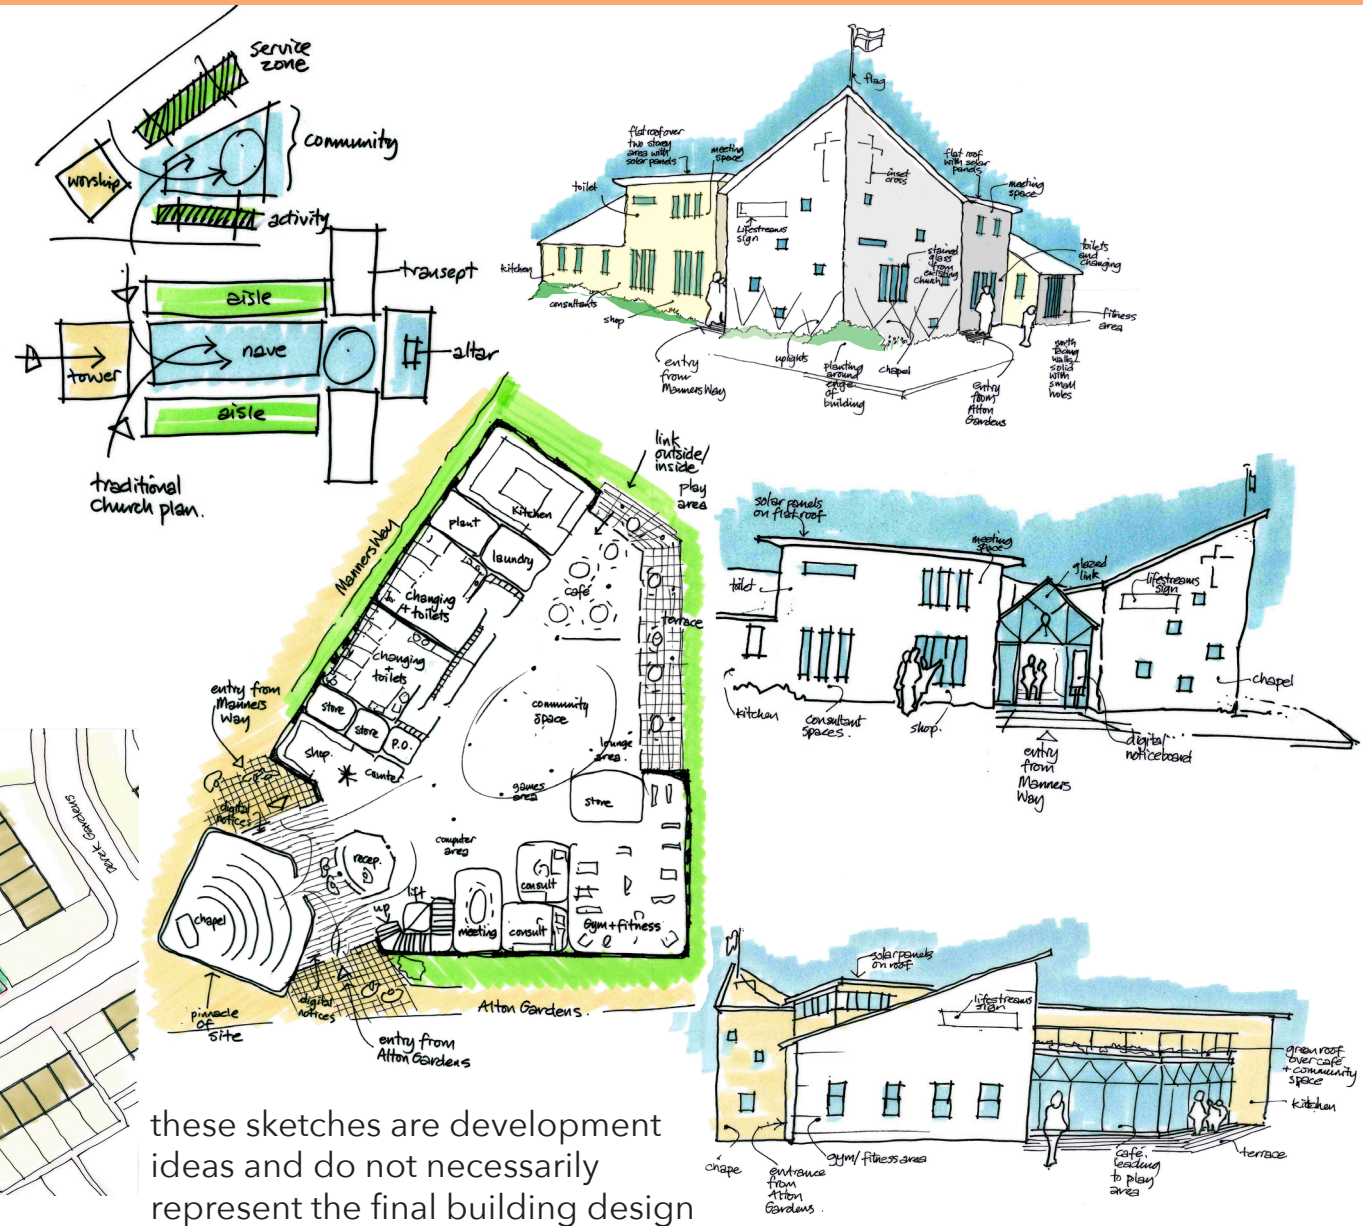 service
zone
community
worship
activity
transept
aisle
nave
tower
altar
aisle
traditional
church plan.
flag
flat roof over
two storey
area with
solar panels
meeting
space
toilet
inset
cross
flat roof
with solar
panels
meeting
space
Lifestreams
sign
stained
glass
from
existing
church
toilets
and
changing
kitchen
consultants
shop
entry
from
Manners Way
uplights
planting
around
edge
of
building
chapel
entry
from
Alton
Gardens
fitness
area
north
facing
walls
solid
with
small
holes
link
outside/
inside
play
area
Manners Way
kitchen
plant
laundry
café
terrace
changing
+ toilets
changing
+
toilets
entry from
Manners
Way
store
store
P.O.
shop
counter
community
space
lounge
area
games
area
store
digital
notices
computer
area
recep.
chapel
lift
up
meeting
consult
consult
Gym + fitness
digital
notices
pinnacle
of
site
entry from
Alton Gardens
Alton Gardens.
Derek Gardens
solar panels
on flat roof
meeting
space
glazed
link
lifestreams
sign
toilet
kitchen
consultant
spaces.
shop.
entry
from
Manners
Way
digital
noticeboard
chapel
solar panels
on roof
lifestreams
sign
green roof
over café
+ community
space
kitchen
terrace
chape
entrance
from
Alton
Gardens.
gym/fitness area
café,
leading
to play
area
these sketches are development
ideas and do not necessarily
represent the final building design